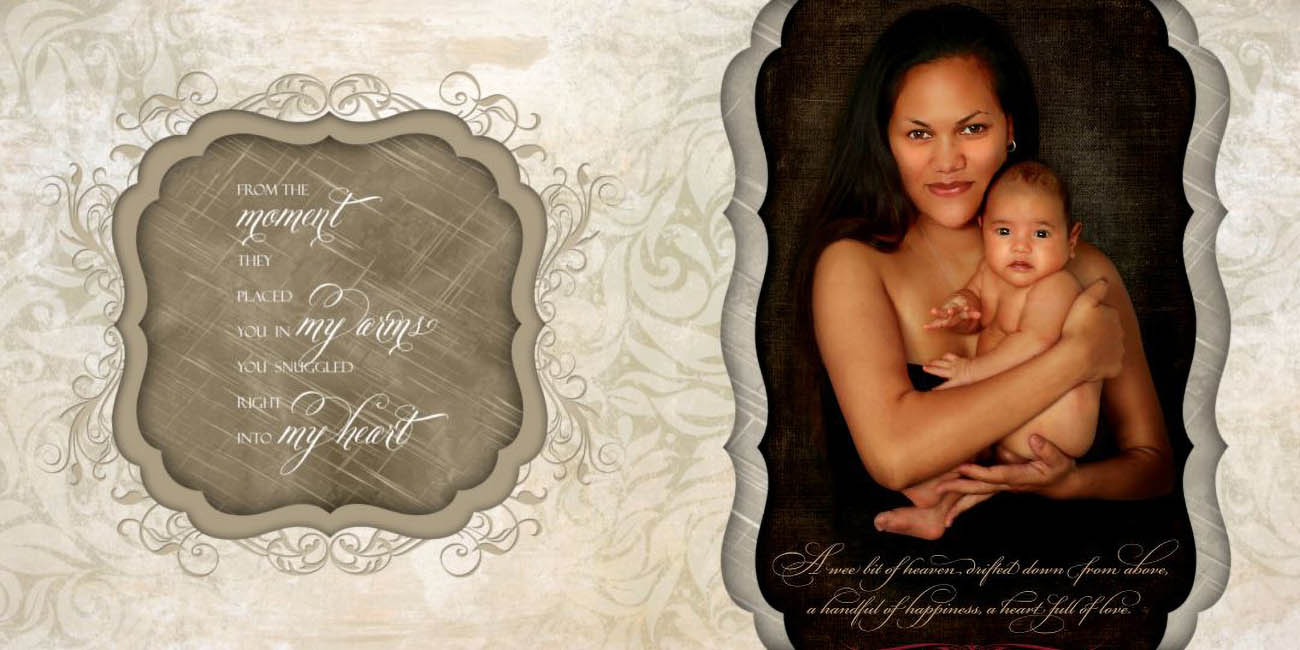 FROM THE
moment
THEY
PLACED
YOU IN my arms
YOU SNUGGLED
RIGHT
INTO my heart
A wee bit of heaven drifted down from above,
a handful of happiness, a heart full of love.